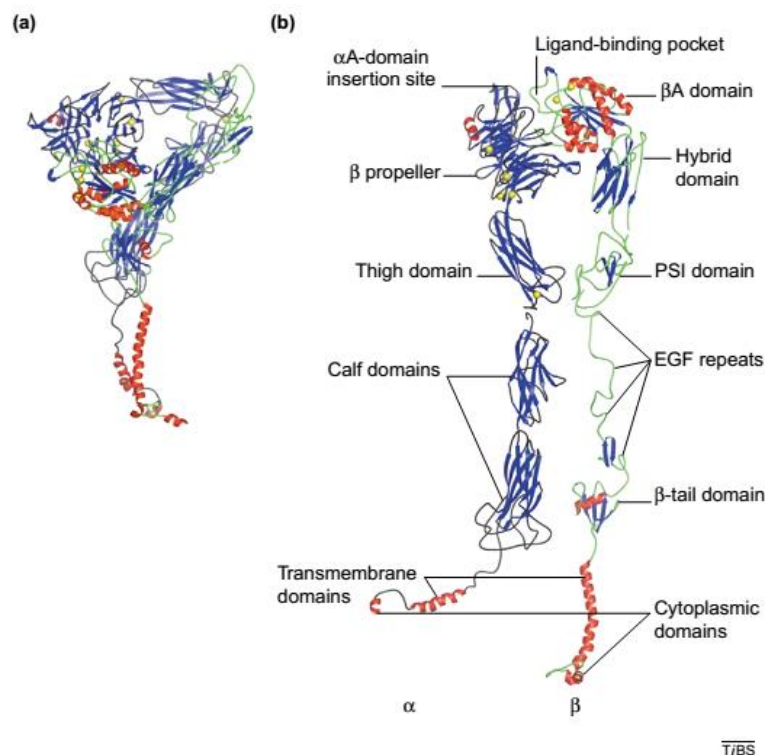 (a)
(b)
Ligand-binding pocket
αA-domain
insertion site
βA domain
β propeller
Hybrid
domain
Thigh domain
PSI domain
Calf domains
EGF repeats
β-tail domain
Transmembrane
domains
Cytoplasmic
domains
α
β
TiBS